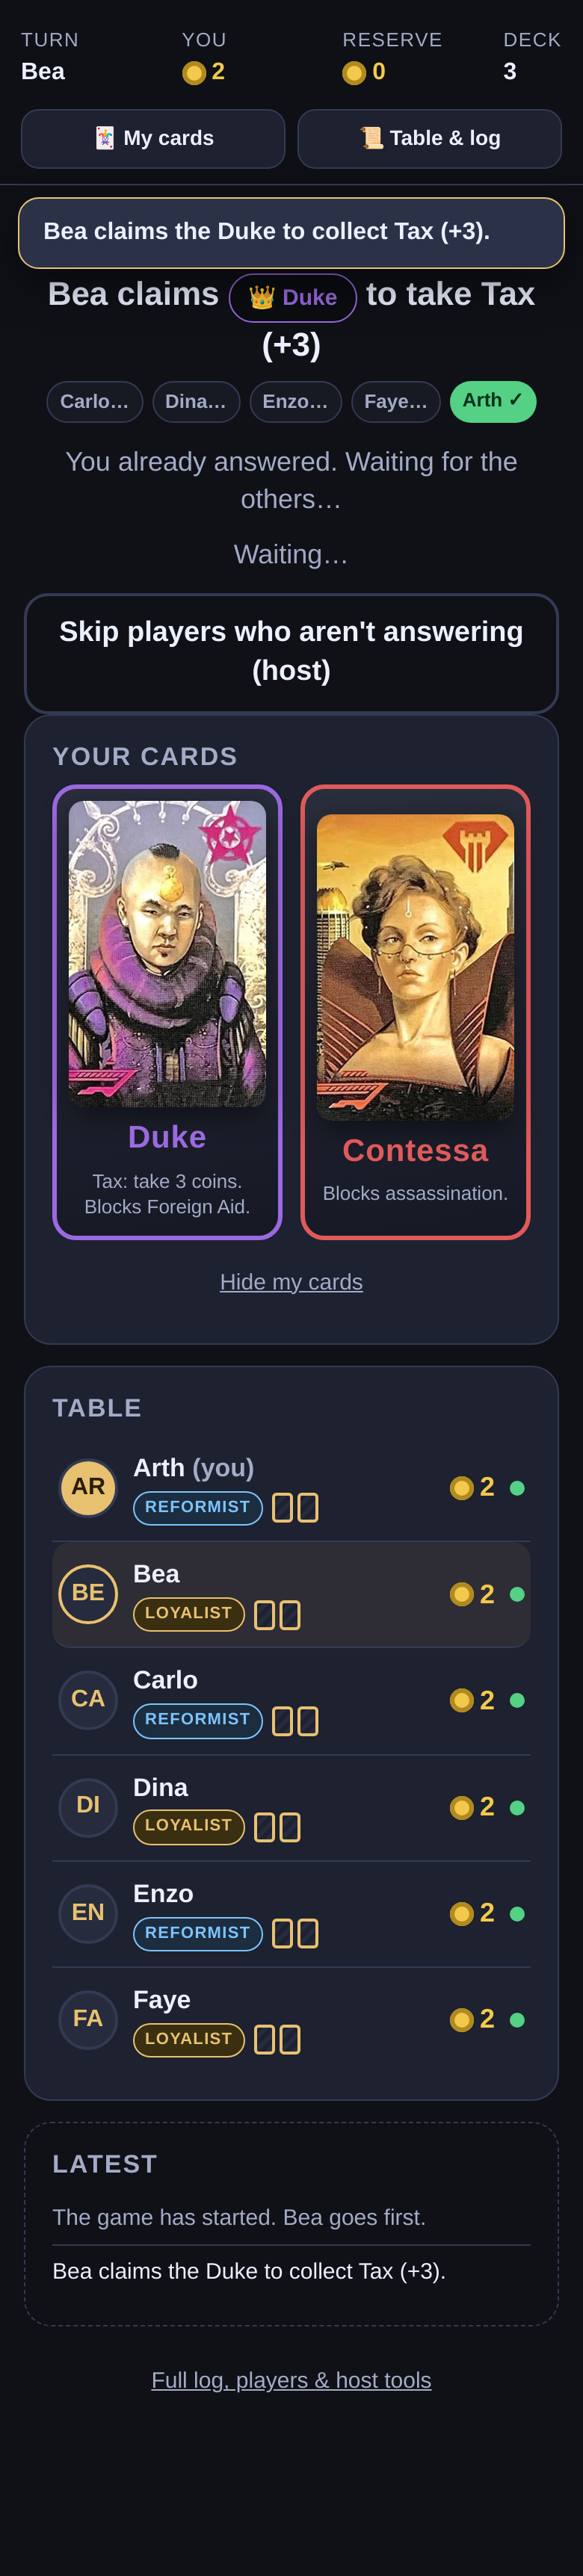 TURN YOU RESERVE DECK
Bea 2 0 3
🃏 My cards 📜 Table & log
Bea claims the Duke to collect Tax (+3).
Bea claims 👑 Duke to take Tax
(+3)
Carlo… Dina… Enzo… Faye… Arth ✓
You already answered. Waiting for the
others…
Waiting…
Skip players who aren't answering
(host)
YOUR CARDS
Duke
Tax: take 3 coins.
Blocks Foreign Aid.
Contessa
Blocks assassination.
Hide my cards
TABLE
AR Arth (you) 2
REFORMIST
BE Bea 2
LOYALIST
CA Carlo 2
REFORMIST
DI Dina 2
LOYALIST
EN Enzo 2
REFORMIST
FA Faye 2
LOYALIST
LATEST
The game has started. Bea goes first.
Bea claims the Duke to collect Tax (+3).
Full log, players & host tools